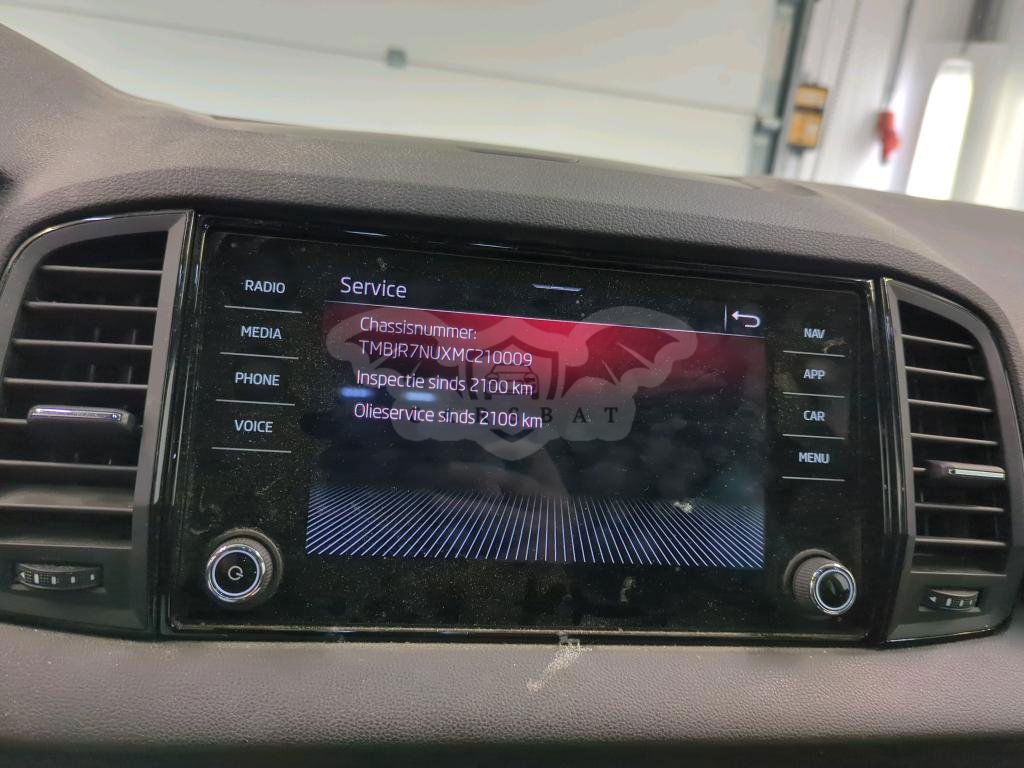 RADIO
MEDIA
PHONE
VOICE
Service
Chassisnummer:
TMBJR7NUXMC210009
Inspectie sinds 2100 km
Olieservice sinds 2100 km
NAV
APP
CAR
MENU